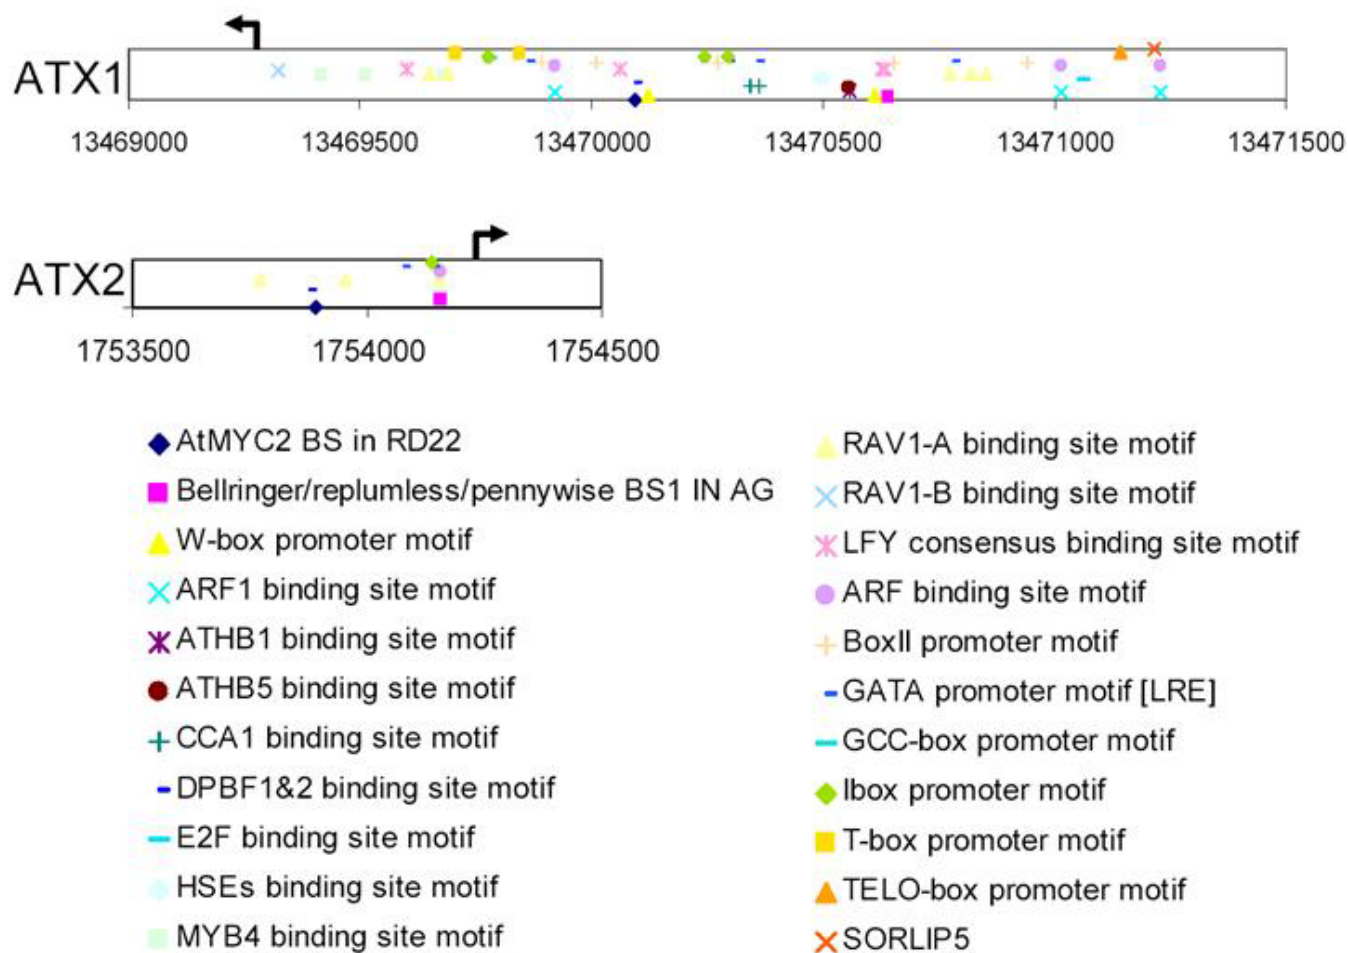 ATX1
13469000 13469500 13470000 13470500 13471000 13471500
ATX2
1753500 1754000 1754500
AtMYC2 BS in RD22
Bellringer/replumless/pennywise BS1 IN AG
W-box promoter motif
ARF1 binding site motif
ATHB1 binding site motif
ATHB5 binding site motif
CCA1 binding site motif
DPBF1&2 binding site motif
E2F binding site motif
HSEs binding site motif
MYB4 binding site motif
RAV1-A binding site motif
RAV1-B binding site motif
LFY consensus binding site motif
ARF binding site motif
BoxII promoter motif
GATA promoter motif [LRE]
GCC-box promoter motif
Ibox promoter motif
T-box promoter motif
TELO-box promoter motif
SORLIP5